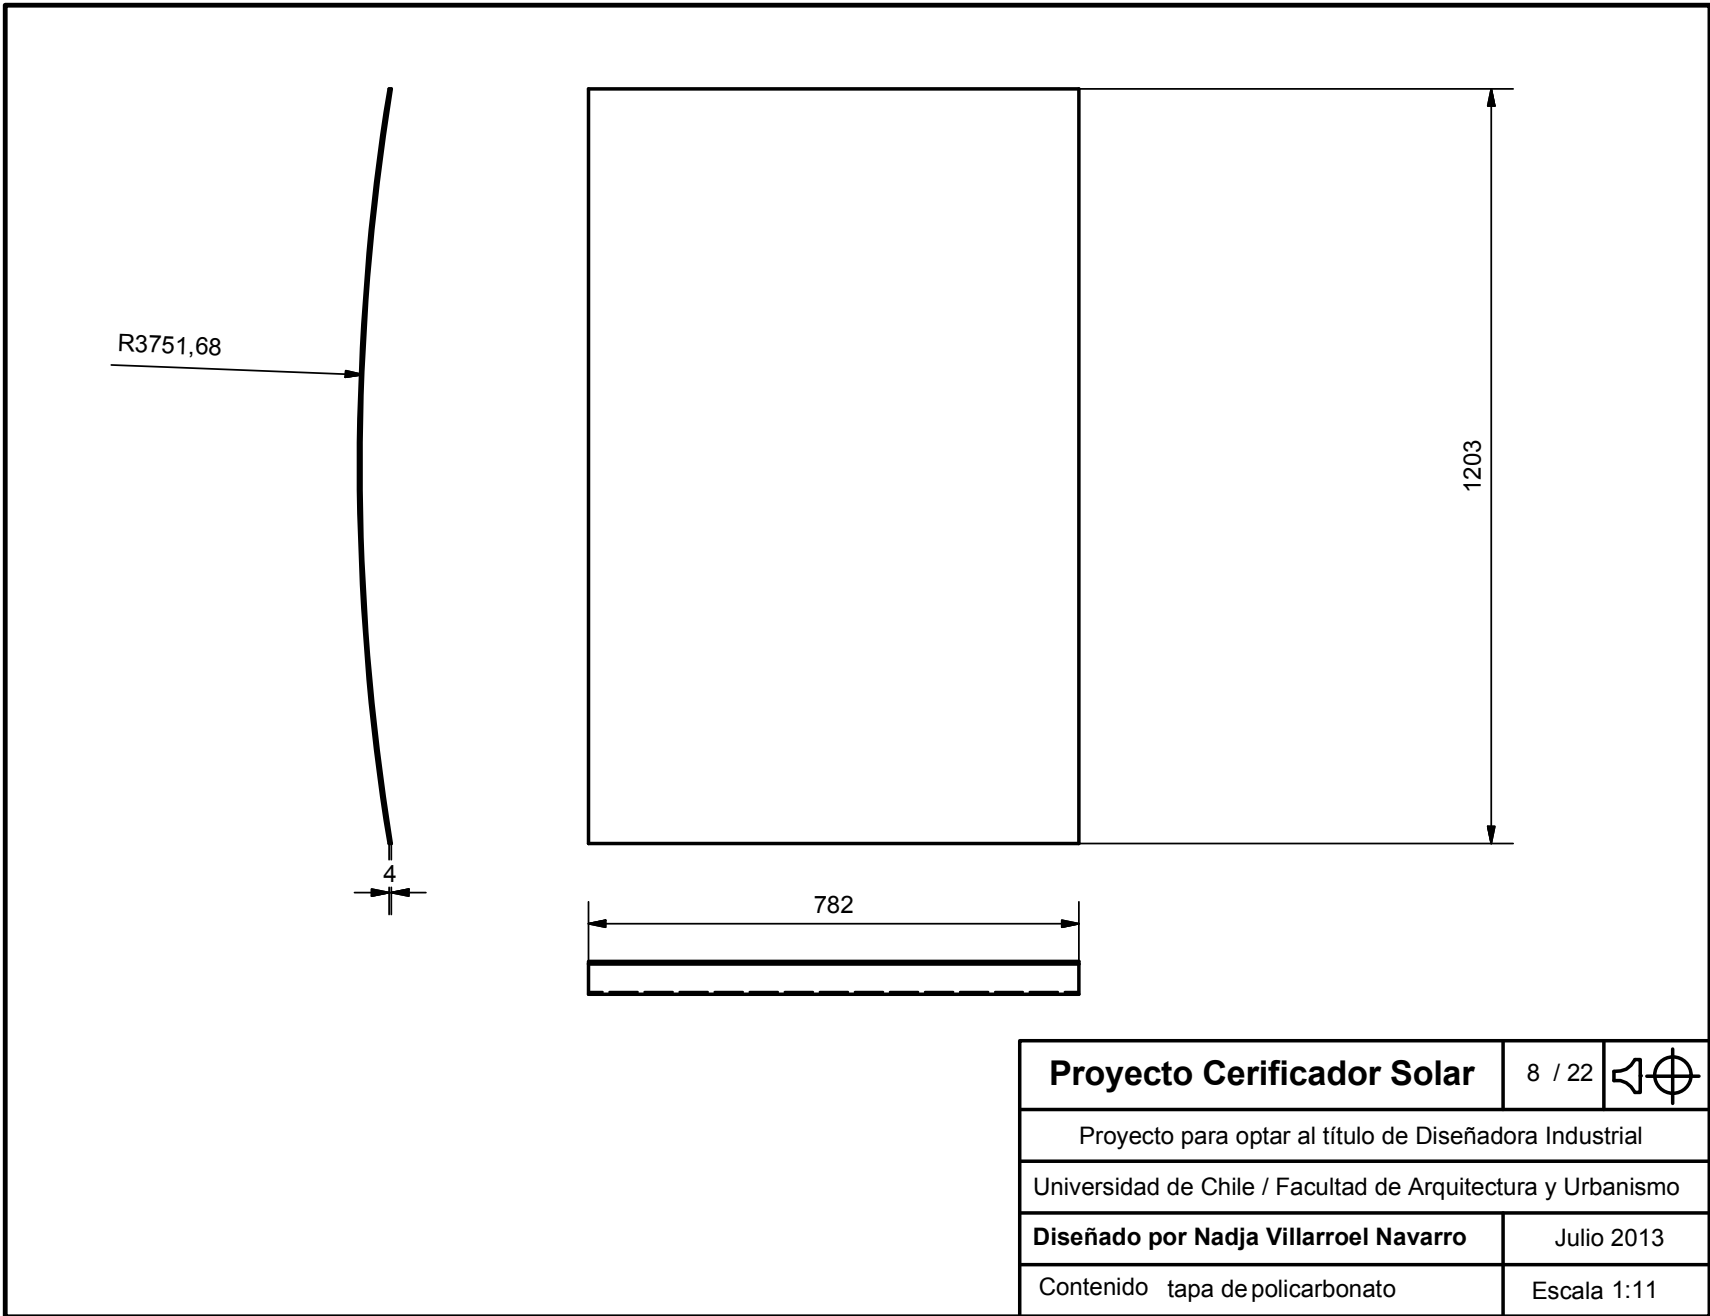 R3751,68
1203
4
782
Proyecto Cerificador Solar
8 / 22
Proyecto para optar al título de Diseñadora Industrial
Universidad de Chile / Facultad de Arquitectura y Urbanismo
Diseñado por Nadja Villarroel Navarro
Julio 2013
Contenido tapa de policarbonato
Escala 1:11